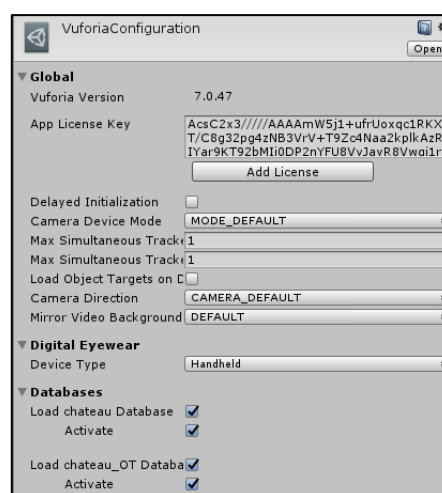 VuforiaConfiguration
Open
Global
Vuforia Version 7.0.47
App License Key AcsC2x3/////AAAAmW5j1+ufrUoxqc1RKX
T/C8g32pg4zNB3VrV+T9Zc4Naa2kplkAzR
IYar9KT92bMIi0DP2nYFU8VvJavR8Vwqi1r
Add License
Delayed Initialization
Camera Device Mode MODE_DEFAULT
Max Simultaneous Tracke 1
Max Simultaneous Tracke 1
Load Object Targets on D
Camera Direction CAMERA_DEFAULT
Mirror Video Background DEFAULT
Digital Eyewear
Device Type Handheld
Databases
Load chateau Database
Activate
Load chateau_OT Databa
Activate